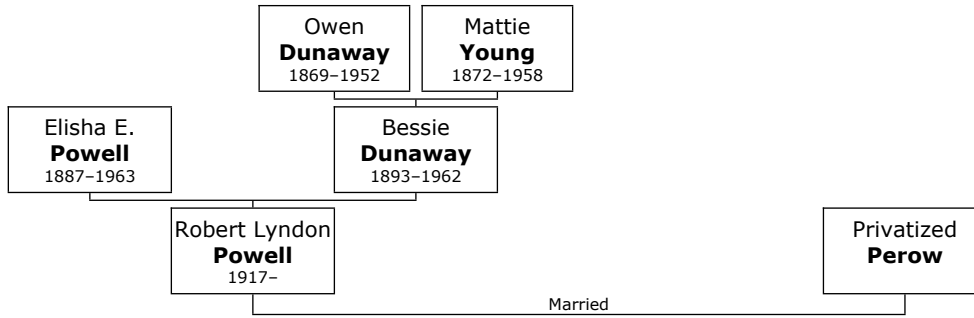 Owen
Dunaway
1869–1952
Mattie
Young
1872–1958
Elisha E.
Powell
1887–1963
Bessie
Dunaway
1893–1962
Robert Lyndon
Powell
1917–
Privatized
Perow
Married